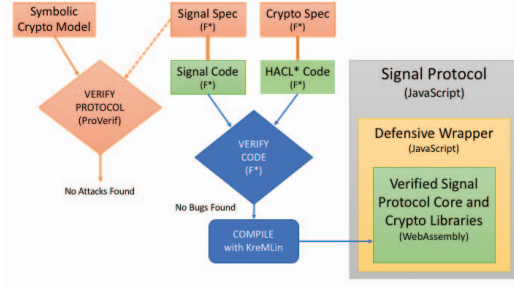 Symbolic
Crypto Model
Signal Spec
(F*)
Crypto Spec
(F*)
Signal Code
(F*)
HACL* Code
(F*)
VERIFY
PROTOCOL
(ProVerif)
No Attacks Found
VERIFY
CODE
(F*)
No Bugs Found
COMPILE
with KreMLin
Signal Protocol
(JavaScript)
Defensive Wrapper
(JavaScript)
Verified Signal
Protocol Core and
Crypto Libraries
(WebAssembly)